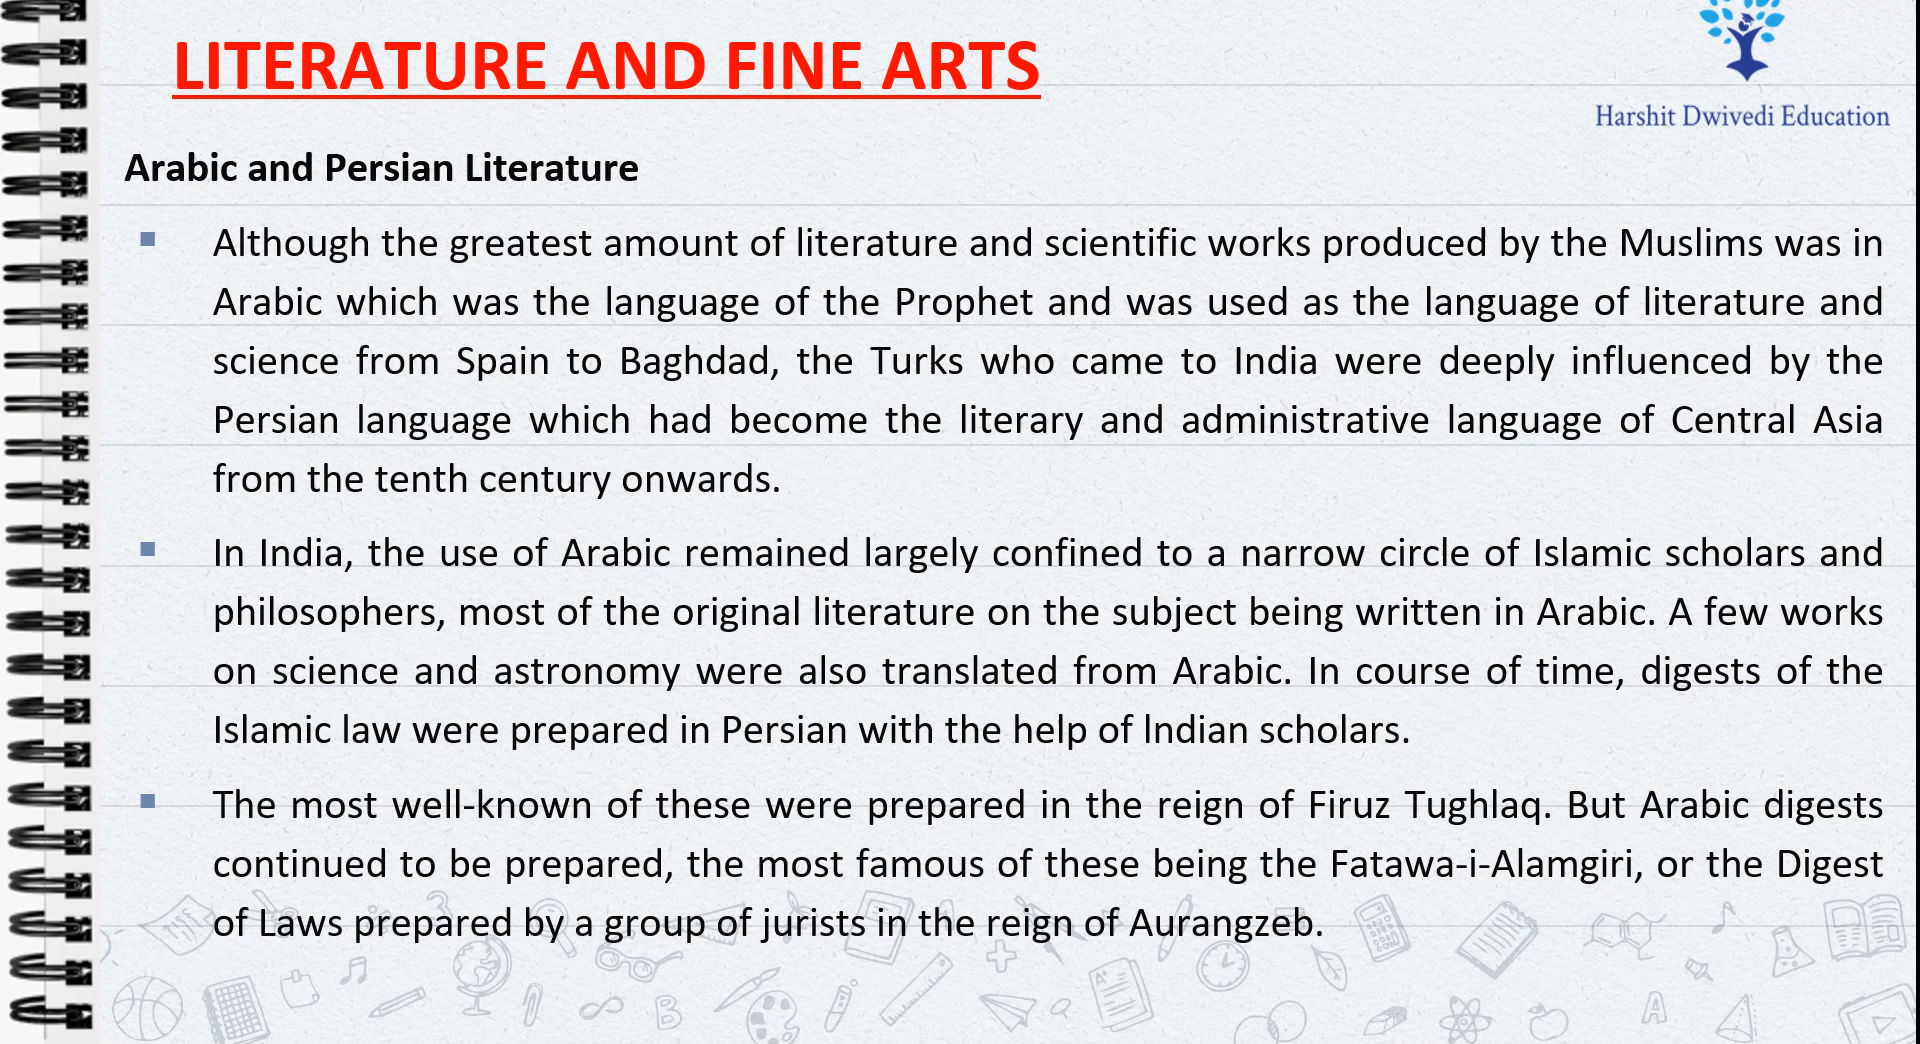 LITERATURE AND FINE ARTS
Harshit Dwivedi Education
Arabic and Persian Literature
▪ Although the greatest amount of literature and scientific works produced by the Muslims was in
Arabic which was the language of the Prophet and was used as the language of literature and
science from Spain to Baghdad, the Turks who came to India were deeply influenced by the
Persian language which had become the literary and administrative language of Central Asia
from the tenth century onwards.
▪ In India, the use of Arabic remained largely confined to a narrow circle of Islamic scholars and
philosophers, most of the original literature on the subject being written in Arabic. A few works
on science and astronomy were also translated from Arabic. In course of time, digests of the
Islamic law were prepared in Persian with the help of lndian scholars.
▪ The most well-known of these were prepared in the reign of Firuz Tughlaq. But Arabic digests
continued to be prepared, the most famous of these being the Fatawa-i-Alamgiri, or the Digest
of Laws prepared by a group of jurists in the reign of Aurangzeb.